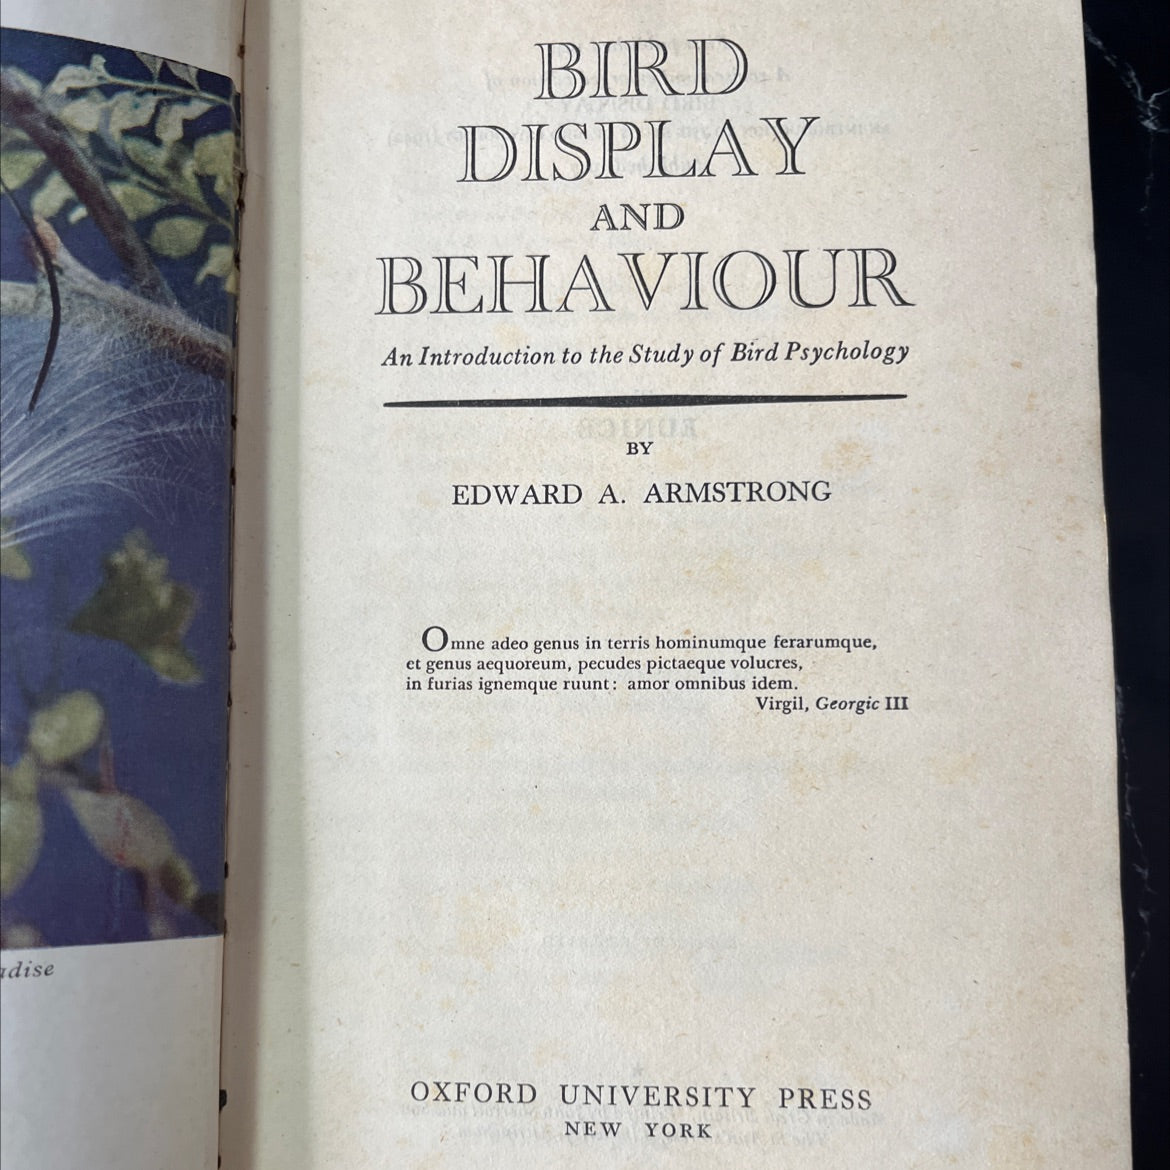 BIRD
DISPLAY
AND
BEHAVIOUR
An Introduction to the Study of Bird Psychology
BY
EDWARD A. ARMSTRONG
Omne adeo genus in terris hominumque ferarumque,
et genus aequoreum, pecudes pictaeque volucres,
in furias ignemque ruunt: amor omnibus idem.
Virgil, Georgic III
OXFORD UNIVERSITY PRESS
NEW YORK